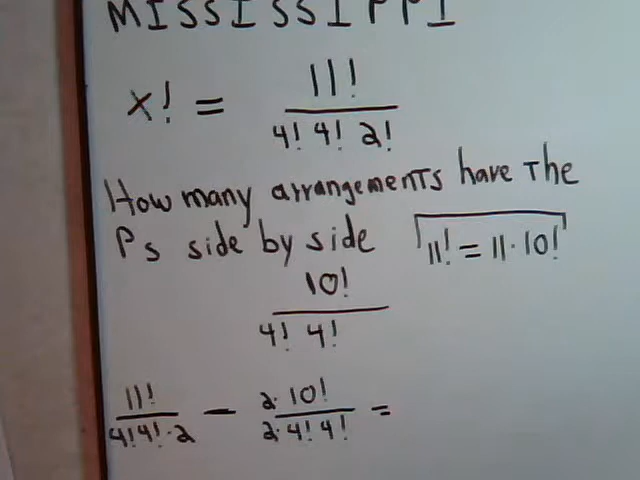 MISSISSIPPI
x! = 11! / 4! 4! 2!
How many arrangements have the
Ps side by side
11! = 11·10!
10! / 4! 4!
11! / 4!4!·2 − 2·10! / 2·4!4! =